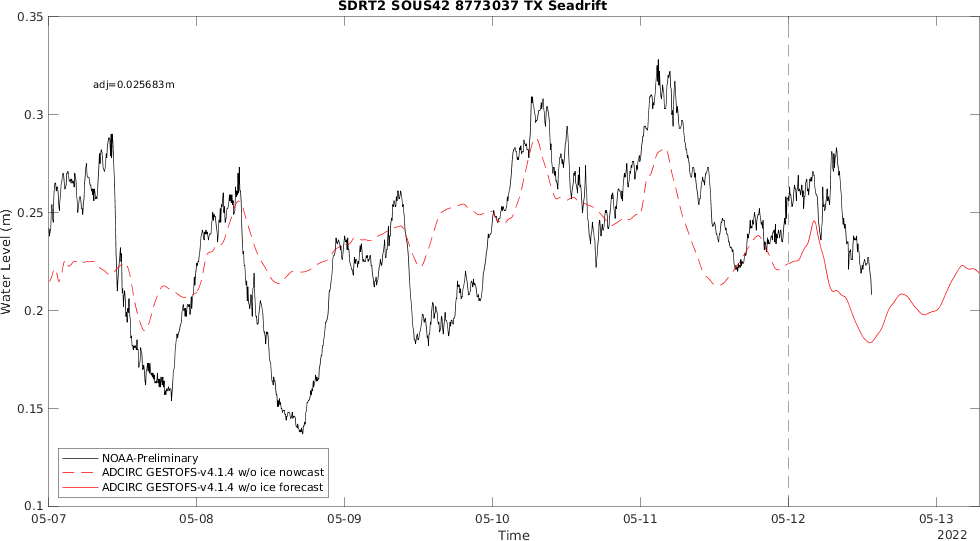 SDRT2 SOUS42 8773037 TX Seadrift
0.35
adj=0.025683m
0.3
0.25
Water Level (m)
0.2
0.15
NOAA-Preliminary
ADCIRC GESTOFS-v4.1.4 w/o ice nowcast
ADCIRC GESTOFS-v4.1.4 w/o ice forecast
0.1
05-07 05-08 05-09 05-10 05-11 05-12 05-13
Time
2022